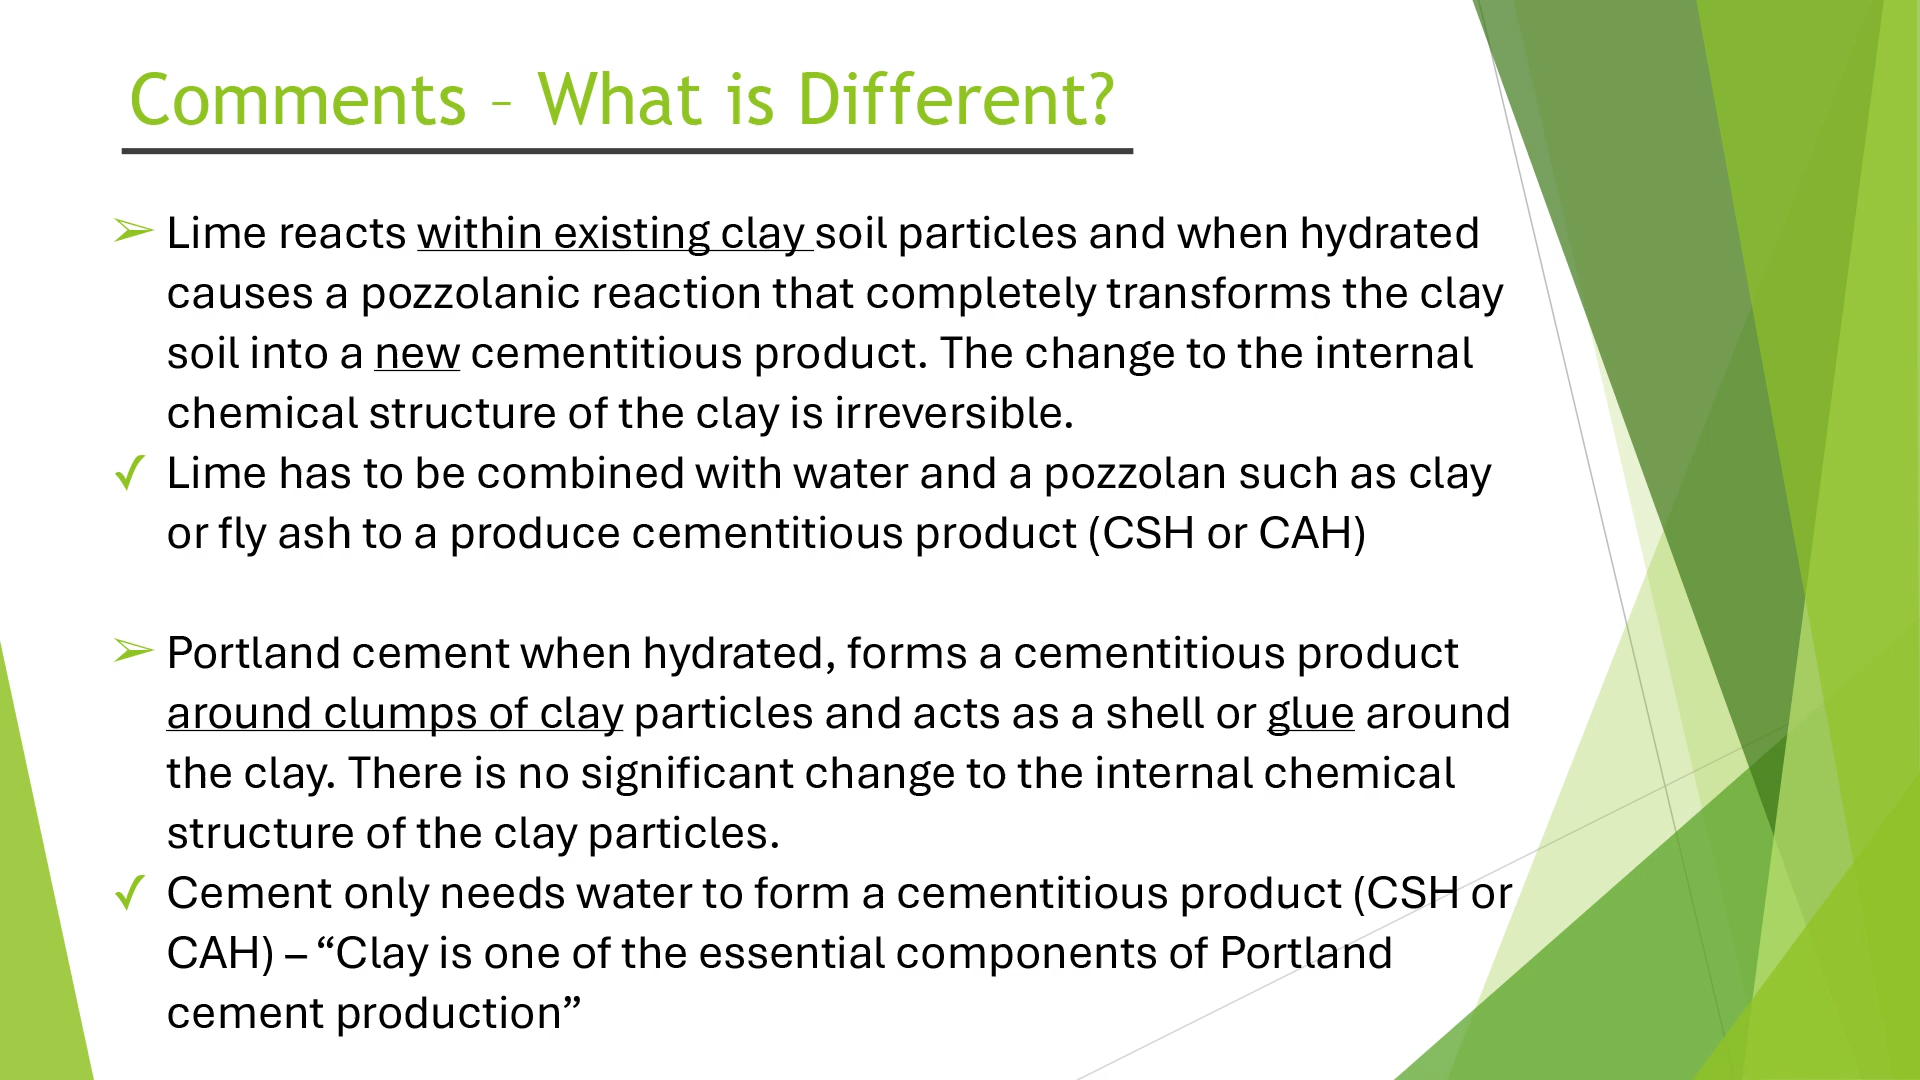 Comments – What is Different?
➢ Lime reacts within existing clay soil particles and when hydrated
causes a pozzolanic reaction that completely transforms the clay
soil into a new cementitious product. The change to the internal
chemical structure of the clay is irreversible.
✓ Lime has to be combined with water and a pozzolan such as clay
or fly ash to a produce cementitious product (CSH or CAH)
➢ Portland cement when hydrated, forms a cementitious product
around clumps of clay particles and acts as a shell or glue around
the clay. There is no significant change to the internal chemical
structure of the clay particles.
✓ Cement only needs water to form a cementitious product (CSH or
CAH) – “Clay is one of the essential components of Portland
cement production”